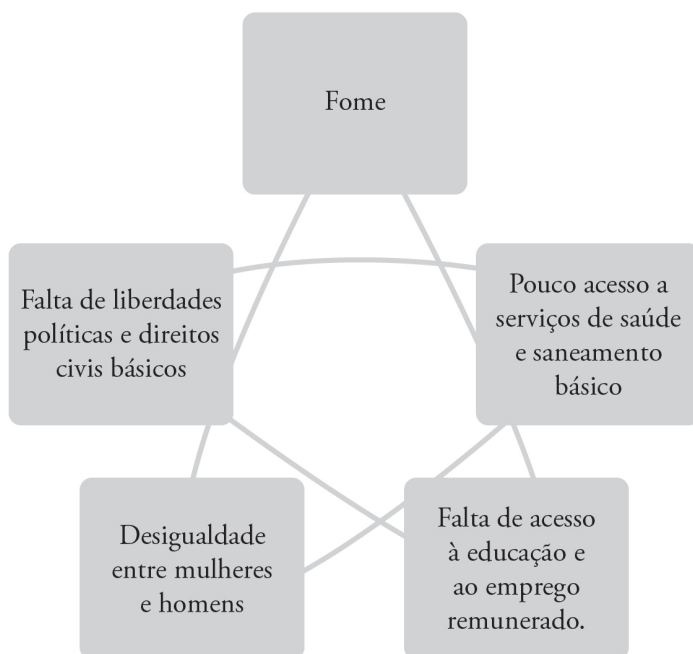 Fome
Falta de liberdades
políticas e direitos
civis básicos
Pouco acesso a
serviços de saúde
e saneamento
básico
Desigualdade
entre mulheres
e homens
Falta de acesso
à educação e
ao emprego
remunerado.